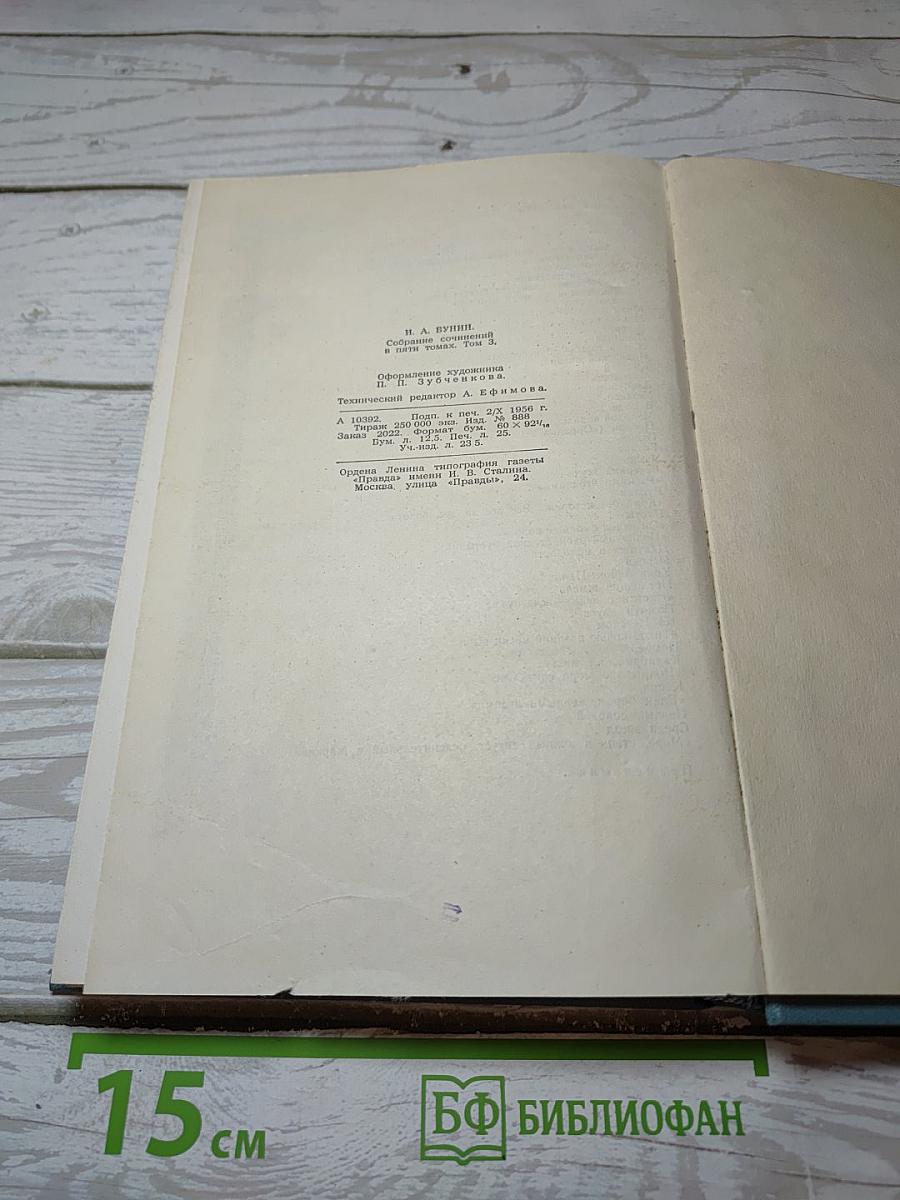 И. А. БУНИН.
Собрание сочинений
в пяти томах. Том 3.
Оформление художника
П. П. Зубченкова.
Технический редактор А. Ефимова.
А 10392. Подп. к печ. 2/X 1956 г.
Тираж 250 000 экз. Изд. № 888
Заказ 2022. Формат бум. 60 × 92¹/₁₆
Бум. л. 12,5. Печ. л. 25.
Уч.-изд. л. 23 5.
Ордена Ленина типография газеты
«Правда» имени И. В. Сталина.
Москва, улица «Правды», 24.
15 см
БФ БИБЛИОФАН